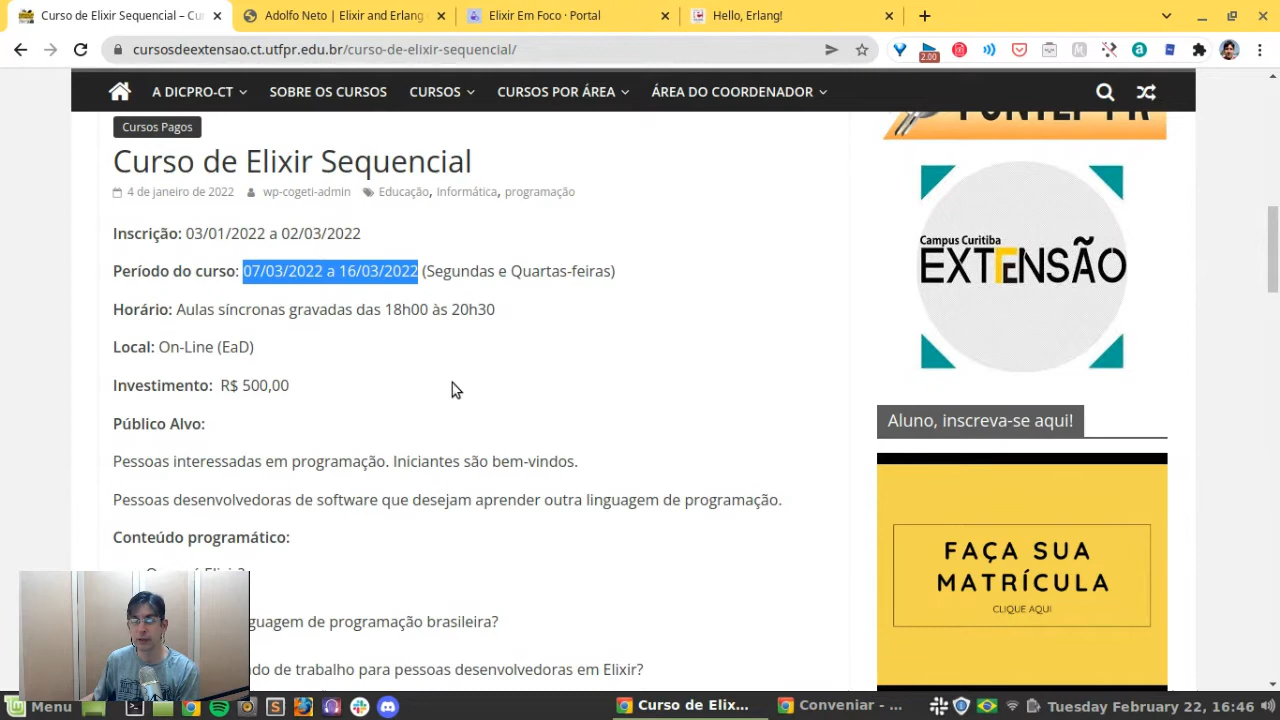 Curso de Elixir Sequencial – Cu
Adolfo Neto | Elixir and Erlang
Elixir Em Foco · Portal
Hello, Erlang!
cursosdeextensao.ct.utfpr.edu.br/curso-de-elixir-sequencial/
2.00
A DICPRO-CT
SOBRE OS CURSOS
CURSOS
CURSOS POR ÁREA
ÁREA DO COORDENADOR
Cursos Pagos
Curso de Elixir Sequencial
4 de janeiro de 2022 wp-cogeti-admin Educação, Informática, programação
Inscrição: 03/01/2022 a 02/03/2022
Período do curso: 07/03/2022 a 16/03/2022 (Segundas e Quartas-feiras)
Horário: Aulas síncronas gravadas das 18h00 às 20h30
Local: On-Line (EaD)
Investimento: R$ 500,00
Público Alvo:
Pessoas interessadas em programação. Iniciantes são bem-vindos.
Pessoas desenvolvedoras de software que desejam aprender outra linguagem de programação.
Conteúdo programático:
guagem de programação brasileira?
do de trabalho para pessoas desenvolvedoras em Elixir?
Campus Curitiba
EXTENSÃO
Aluno, inscreva-se aqui!
FAÇA SUA
MATRÍCULA
CLIQUE AQUI
Menu
Curso de Elix...
Conveniar - ...
Tuesday February 22, 16:46